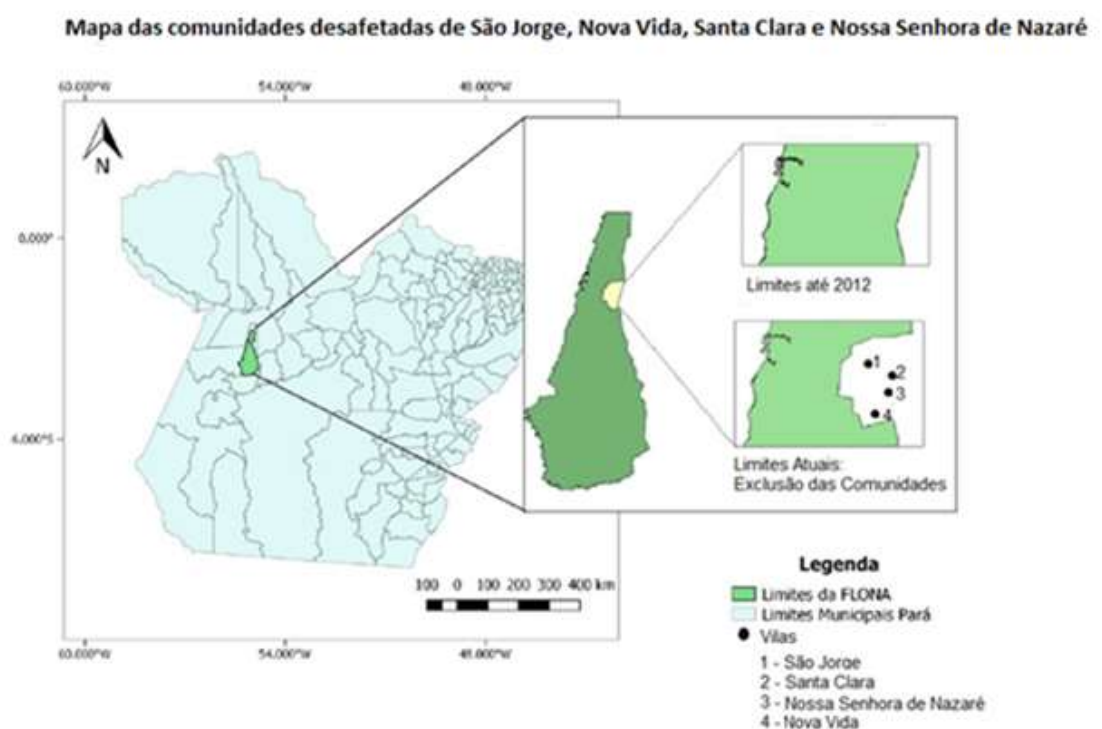 Mapa das comunidades desafetadas de São Jorge, Nova Vida, Santa Clara e Nossa Senhora de Nazaré
60.000°W 54.000°W 48.000°W
N
0.000°
6.000°S
Limites até 2012
1
2
3
4
Limites Atuais:
Exclusão das Comunidades
100 0 100 200 300 400 km
60.000°W 54.000°W 48.000°W
Legenda
Limites da FLONA
Limites Municipais Pará
Vilas
1 - São Jorge
2 - Santa Clara
3 - Nossa Senhora de Nazaré
4 - Nova Vida